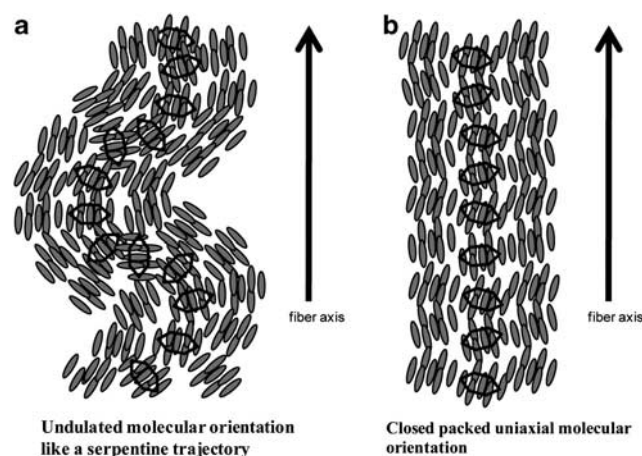 a
fiber axis
Undulated molecular orientation
like a serpentine trajectory
b
fiber axis
Closed packed uniaxial molecular
orientation